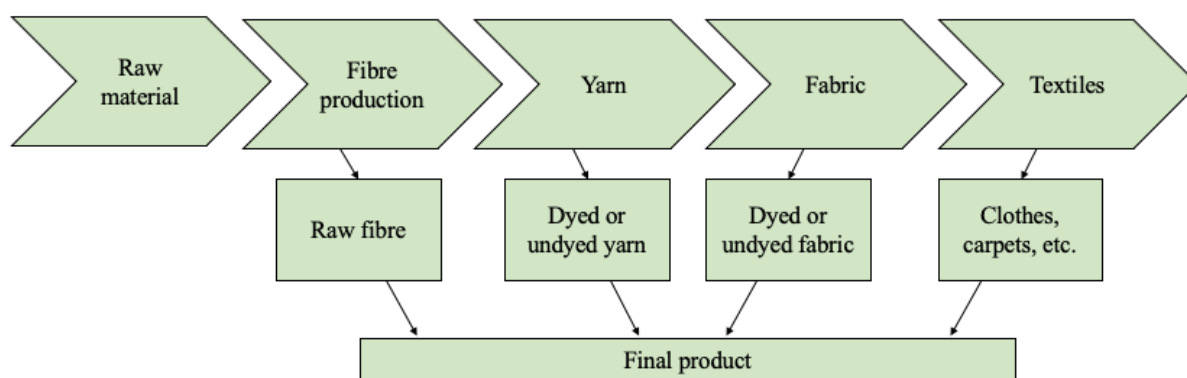 Raw
material
Fibre
production
Yarn
Fabric
Textiles
Raw fibre
Dyed or
undyed yarn
Dyed or
undyed fabric
Clothes,
carpets, etc.
Final product